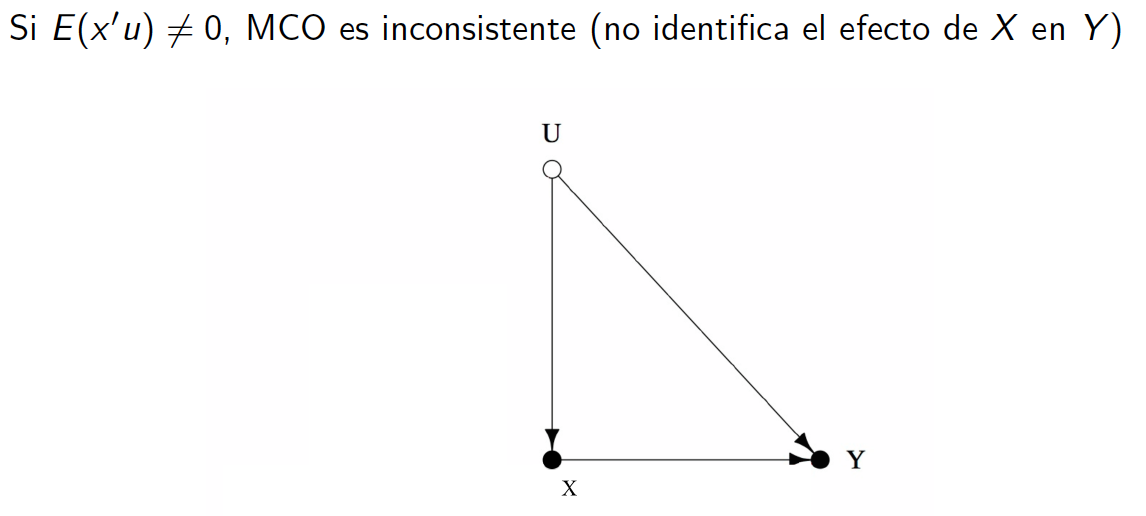 Si E(x′u) ≠ 0, MCO es inconsistente (no identifica el efecto de X en Y)
U
Y
X